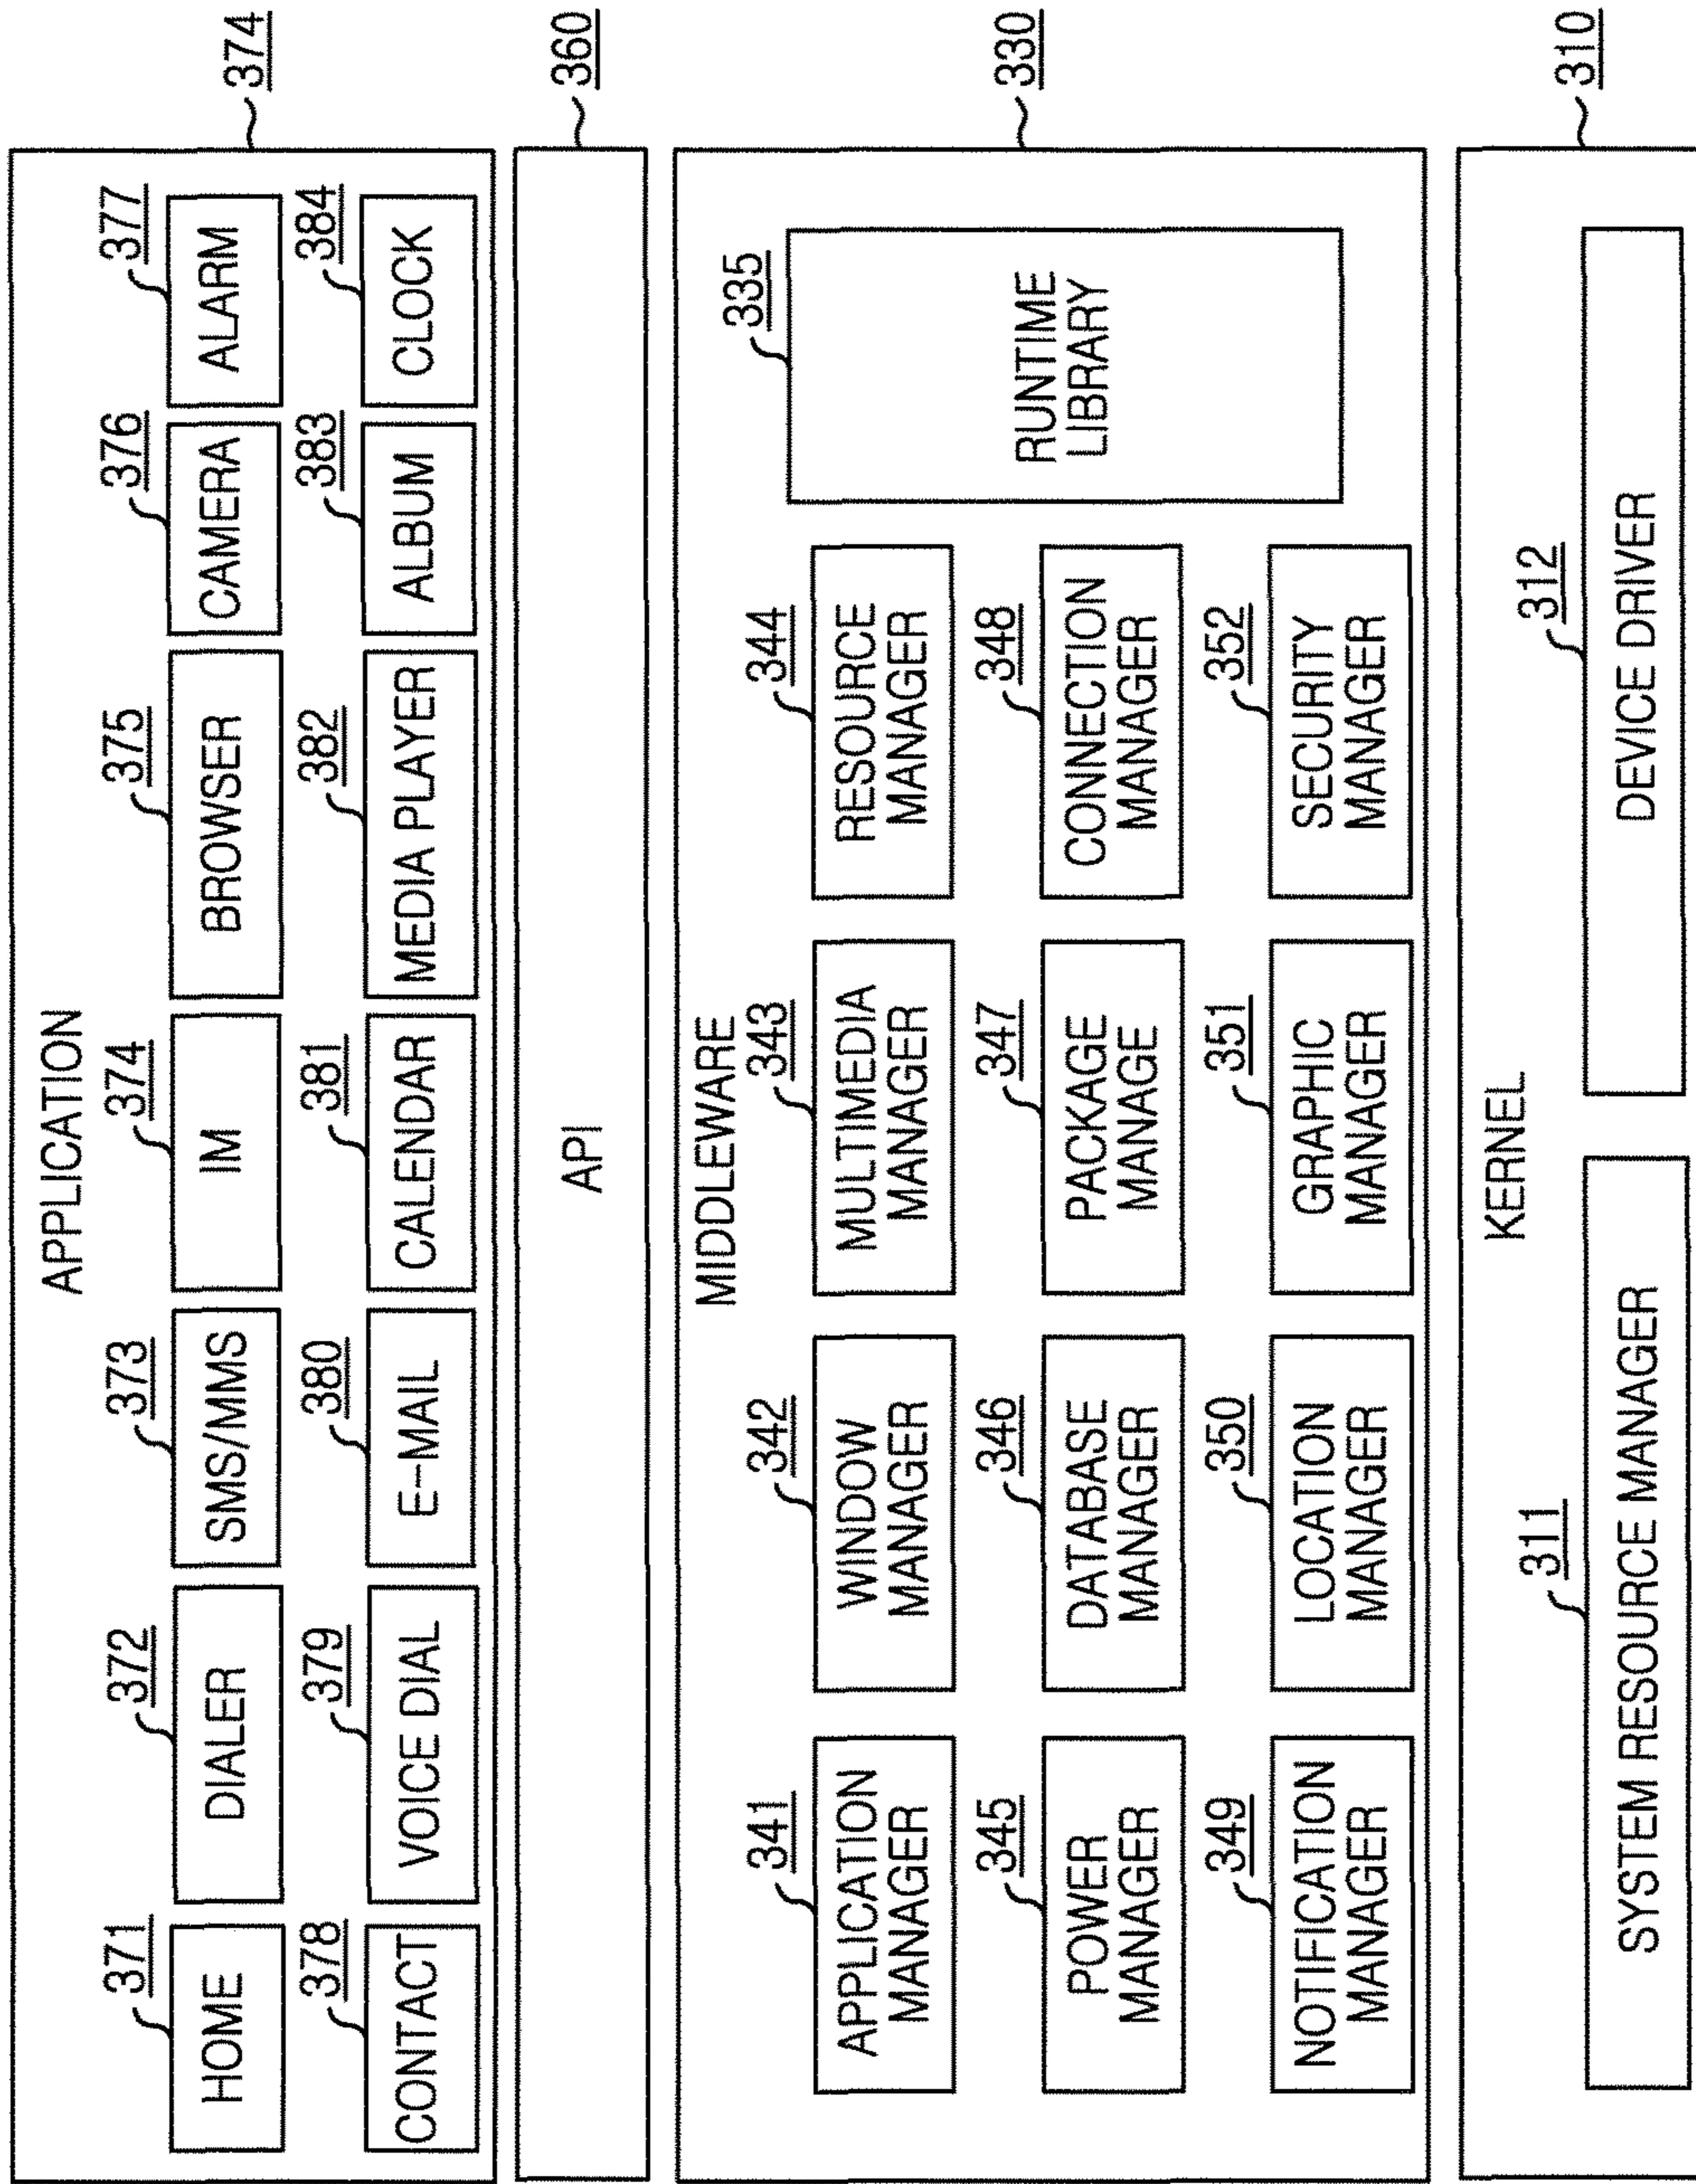 APPLICATION
374
371
372
373
374
375
376
377
HOME
DIALER
SMS/MMS
IM
BROWSER
CAMERA
ALARM
378
379
380
381
382
383
384
CONTACT
VOICE DIAL
E-MAIL
CALENDAR
MEDIA PLAYER
ALBUM
CLOCK
API
360
MIDDLEWARE
330
341
342
343
344
335
APPLICATION
MANAGER
WINDOW
MANAGER
MULTIMEDIA
MANAGER
RESOURCE
MANAGER
RUNTIME
LIBRARY
345
346
347
348
POWER
MANAGER
DATABASE
MANAGER
PACKAGE
MANAGE
CONNECTION
MANAGER
349
350
351
352
NOTIFICATION
MANAGER
LOCATION
MANAGER
GRAPHIC
MANAGER
SECURITY
MANAGER
KERNEL
310
311
312
SYSTEM RESOURCE MANAGER
DEVICE DRIVER